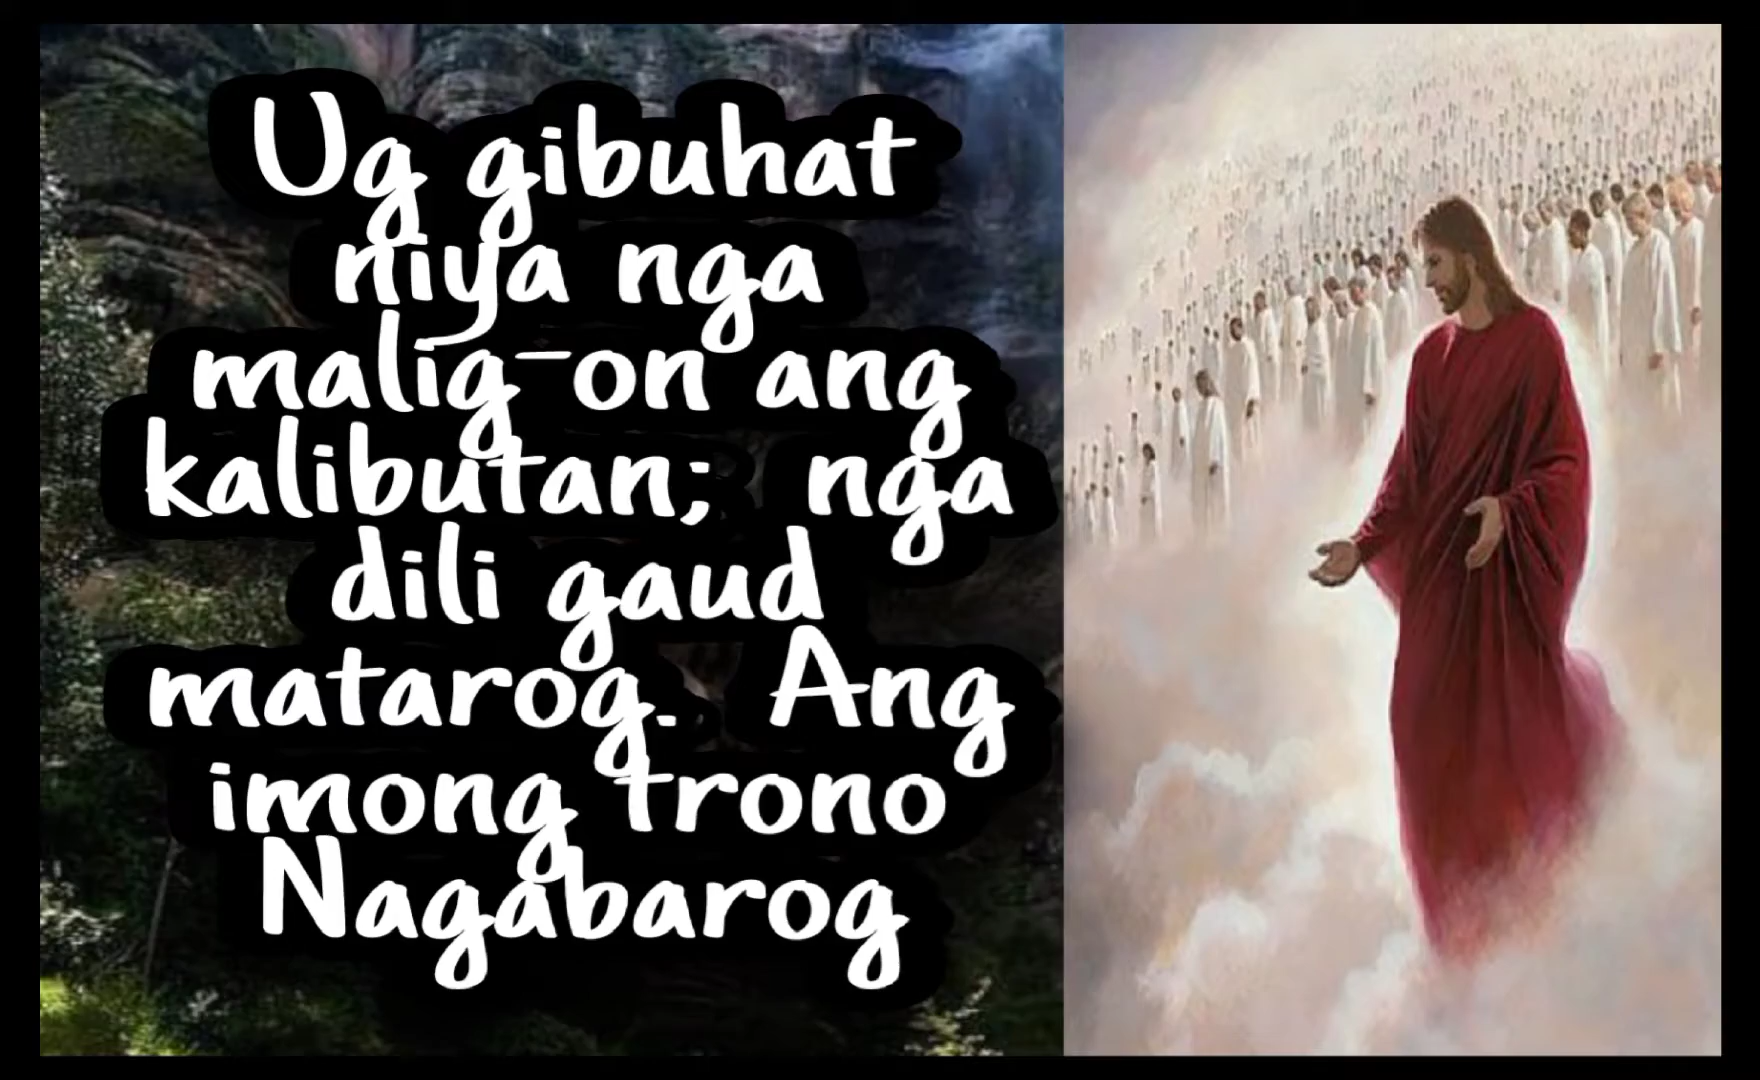 Ug gibuhat
niya nga
malig-on ang
kalibutan; nga
dili gaud
matarog. Ang
imong trono
Nagabarog